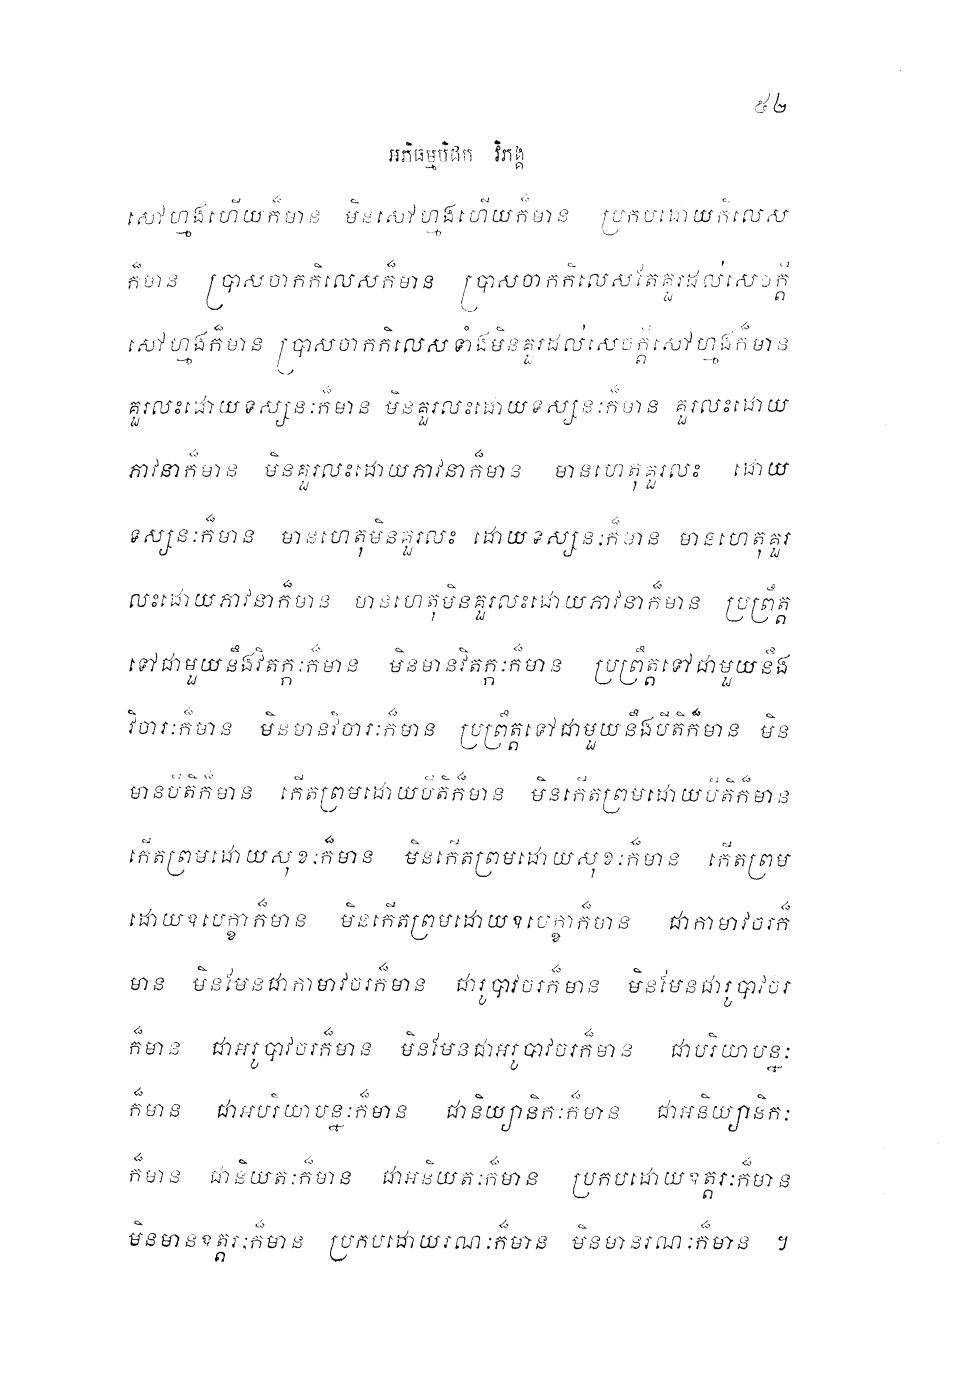 ៥២
អភិធម្មបិដក វិភង្គ
សៅហ្មងហើយក៏មាន មិនសៅហ្មងហើយក៏មាន ប្រកបដោយកិលេស
ក៏មាន ប្រាសចាកកិលេសក៏មាន ប្រាសចាកកិលេសតែគួរដល់សេចក្តី
សៅហ្មងក៏មាន ប្រាសចាកកិលេសទាំងមិនគួរដល់សេចក្តីសៅហ្មងក៏មាន
គួរលះដោយទស្សនៈក៏មាន មិនគួរលះដោយទស្សនៈក៏មាន គួរលះដោយ
ភាវនាក៏មាន មិនគួរលះដោយភាវនាក៏មាន មានហេតុគួរលះ ដោយ
ទស្សនៈក៏មាន មានហេតុមិនគួរលះ ដោយទស្សនៈក៏មាន មានហេតុគួរ
លះដោយភាវនាក៏មាន មានហេតុមិនគួរលះដោយភាវនាក៏មាន ប្រព្រឹត្ត
ទៅជាមួយនឹងវិតក្កៈក៏មាន មិនមានវិតក្កៈក៏មាន ប្រព្រឹត្តទៅជាមួយនឹង
វិចារៈក៏មាន មិនមានវិចារៈក៏មាន ប្រព្រឹត្តទៅជាមួយនឹងបីតិក៏មាន មិន
មានបីតិក៏មាន កើតព្រមដោយបីតិក៏មាន មិនកើតព្រមដោយបីតិក៏មាន
កើតព្រមដោយសុខៈក៏មាន មិនកើតព្រមដោយសុខៈក៏មាន កើតព្រម
ដោយឧបេក្ខាក៏មាន មិនកើតព្រមដោយឧបេក្ខាក៏មាន ជាកាមាវចរក៏
មាន មិនមែនជាកាមាវចរក៏មាន ជារូបាវចរក៏មាន មិនមែនជារូបាវចរ
ក៏មាន ជាអរូបាវចរក៏មាន មិនមែនជាអរូបាវចរក៏មាន ជាបរិយាបន្នៈ
ក៏មាន ជាអបរិយាបន្នៈក៏មាន ជានិយ្យានិកៈក៏មាន ជាអនិយ្យានិកៈ
ក៏មាន ជានិយតៈក៏មាន ជាអនិយតៈក៏មាន ប្រកបដោយឧត្តរៈក៏មាន
មិនមានឧត្តរៈក៏មាន ប្រកបដោយរណៈក៏មាន មិនមានរណៈក៏មាន ។